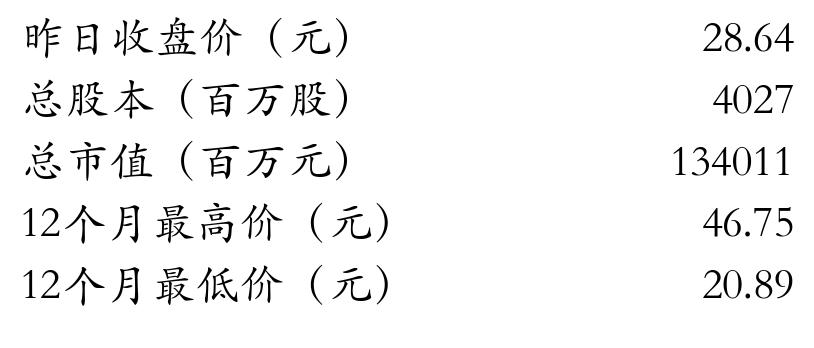 昨日收盘价（元） 28.64
总股本（百万股） 4027
总市值（百万元） 134011
12个月最高价（元） 46.75
12个月最低价（元） 20.89